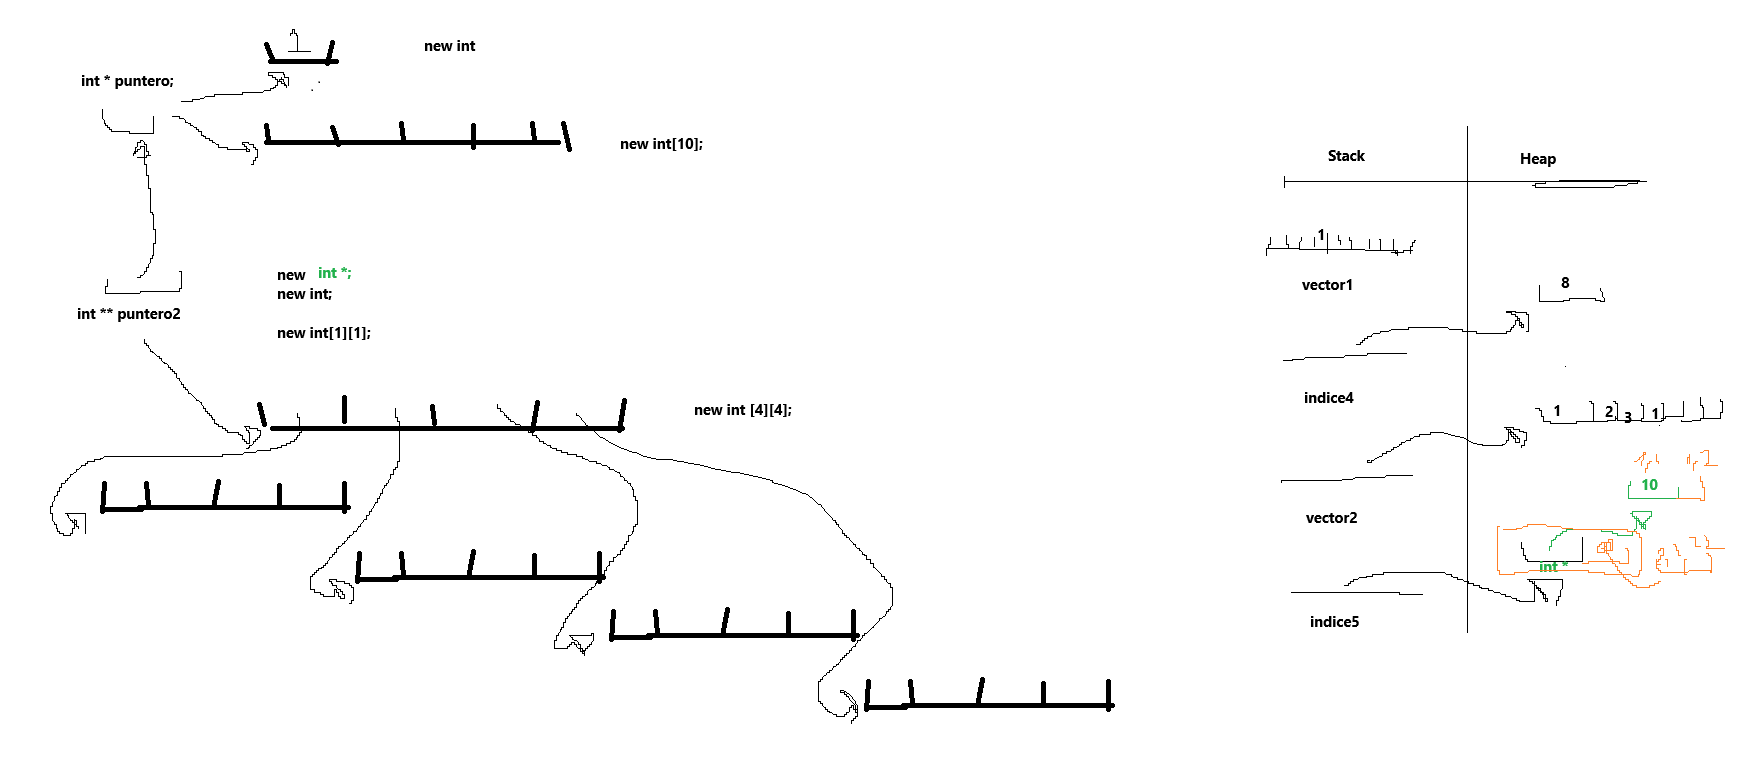 1
new int
int * puntero;
new int[10];
new int *;
new int;
int ** puntero2
new int[1][1];
new int [4][4];
Stack
Heap
1
vector1
8
indice4
1 2 3 1
vector2
10
int *
indice5